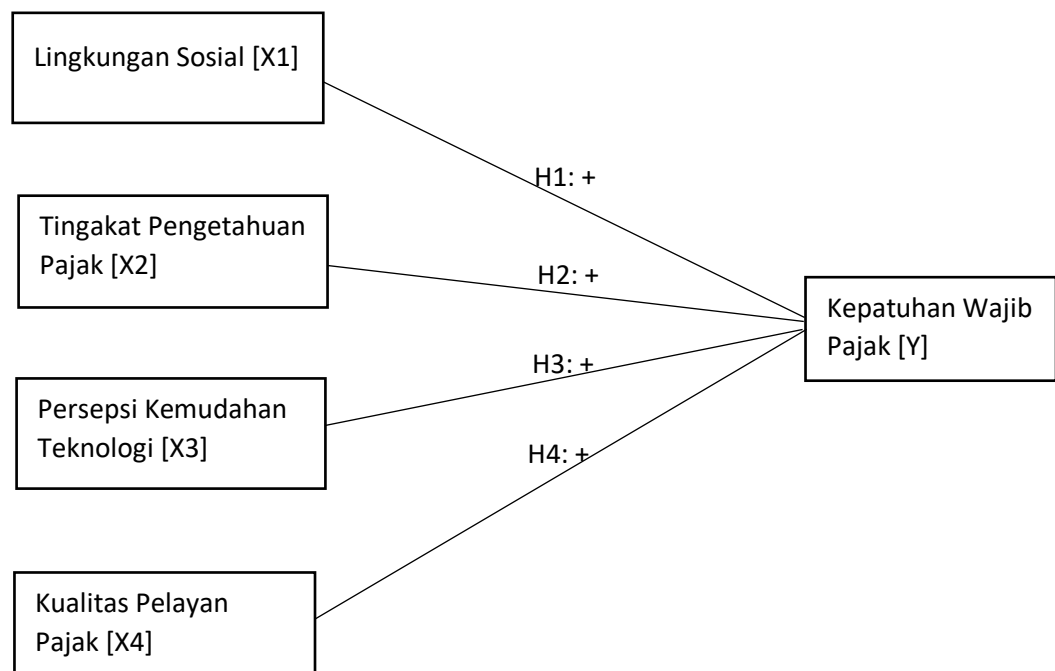 Lingkungan Sosial [X1]
H1: +
Tingakat Pengetahuan
Pajak [X2]
H2: +
Kepatuhan Wajib
Pajak [Y]
H3: +
Persepsi Kemudahan
Teknologi [X3]
H4: +
Kualitas Pelayan
Pajak [X4]